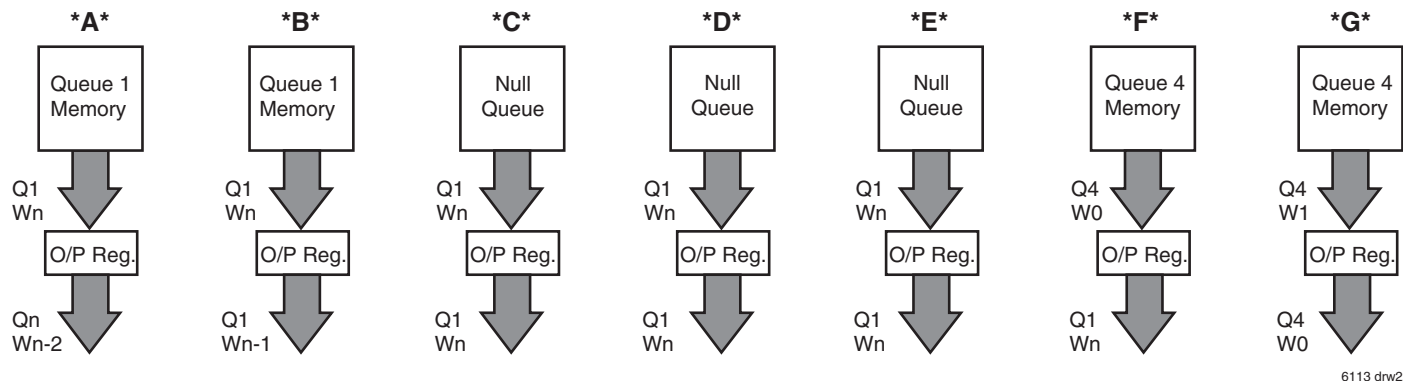 *A* *B* *C* *D* *E* *F* *G*
Queue 1 Memory
Queue 1 Memory
Null Queue
Null Queue
Null Queue
Queue 4 Memory
Queue 4 Memory
Q1 Wn
Q1 Wn
Q1 Wn
Q1 Wn
Q1 Wn
Q4 W0
Q4 W1
O/P Reg. O/P Reg. O/P Reg. O/P Reg. O/P Reg. O/P Reg. O/P Reg.
Qn Wn-2
Q1 Wn-1
Q1 Wn
Q1 Wn
Q1 Wn
Q1 Wn
Q4 W0
6113 drw2